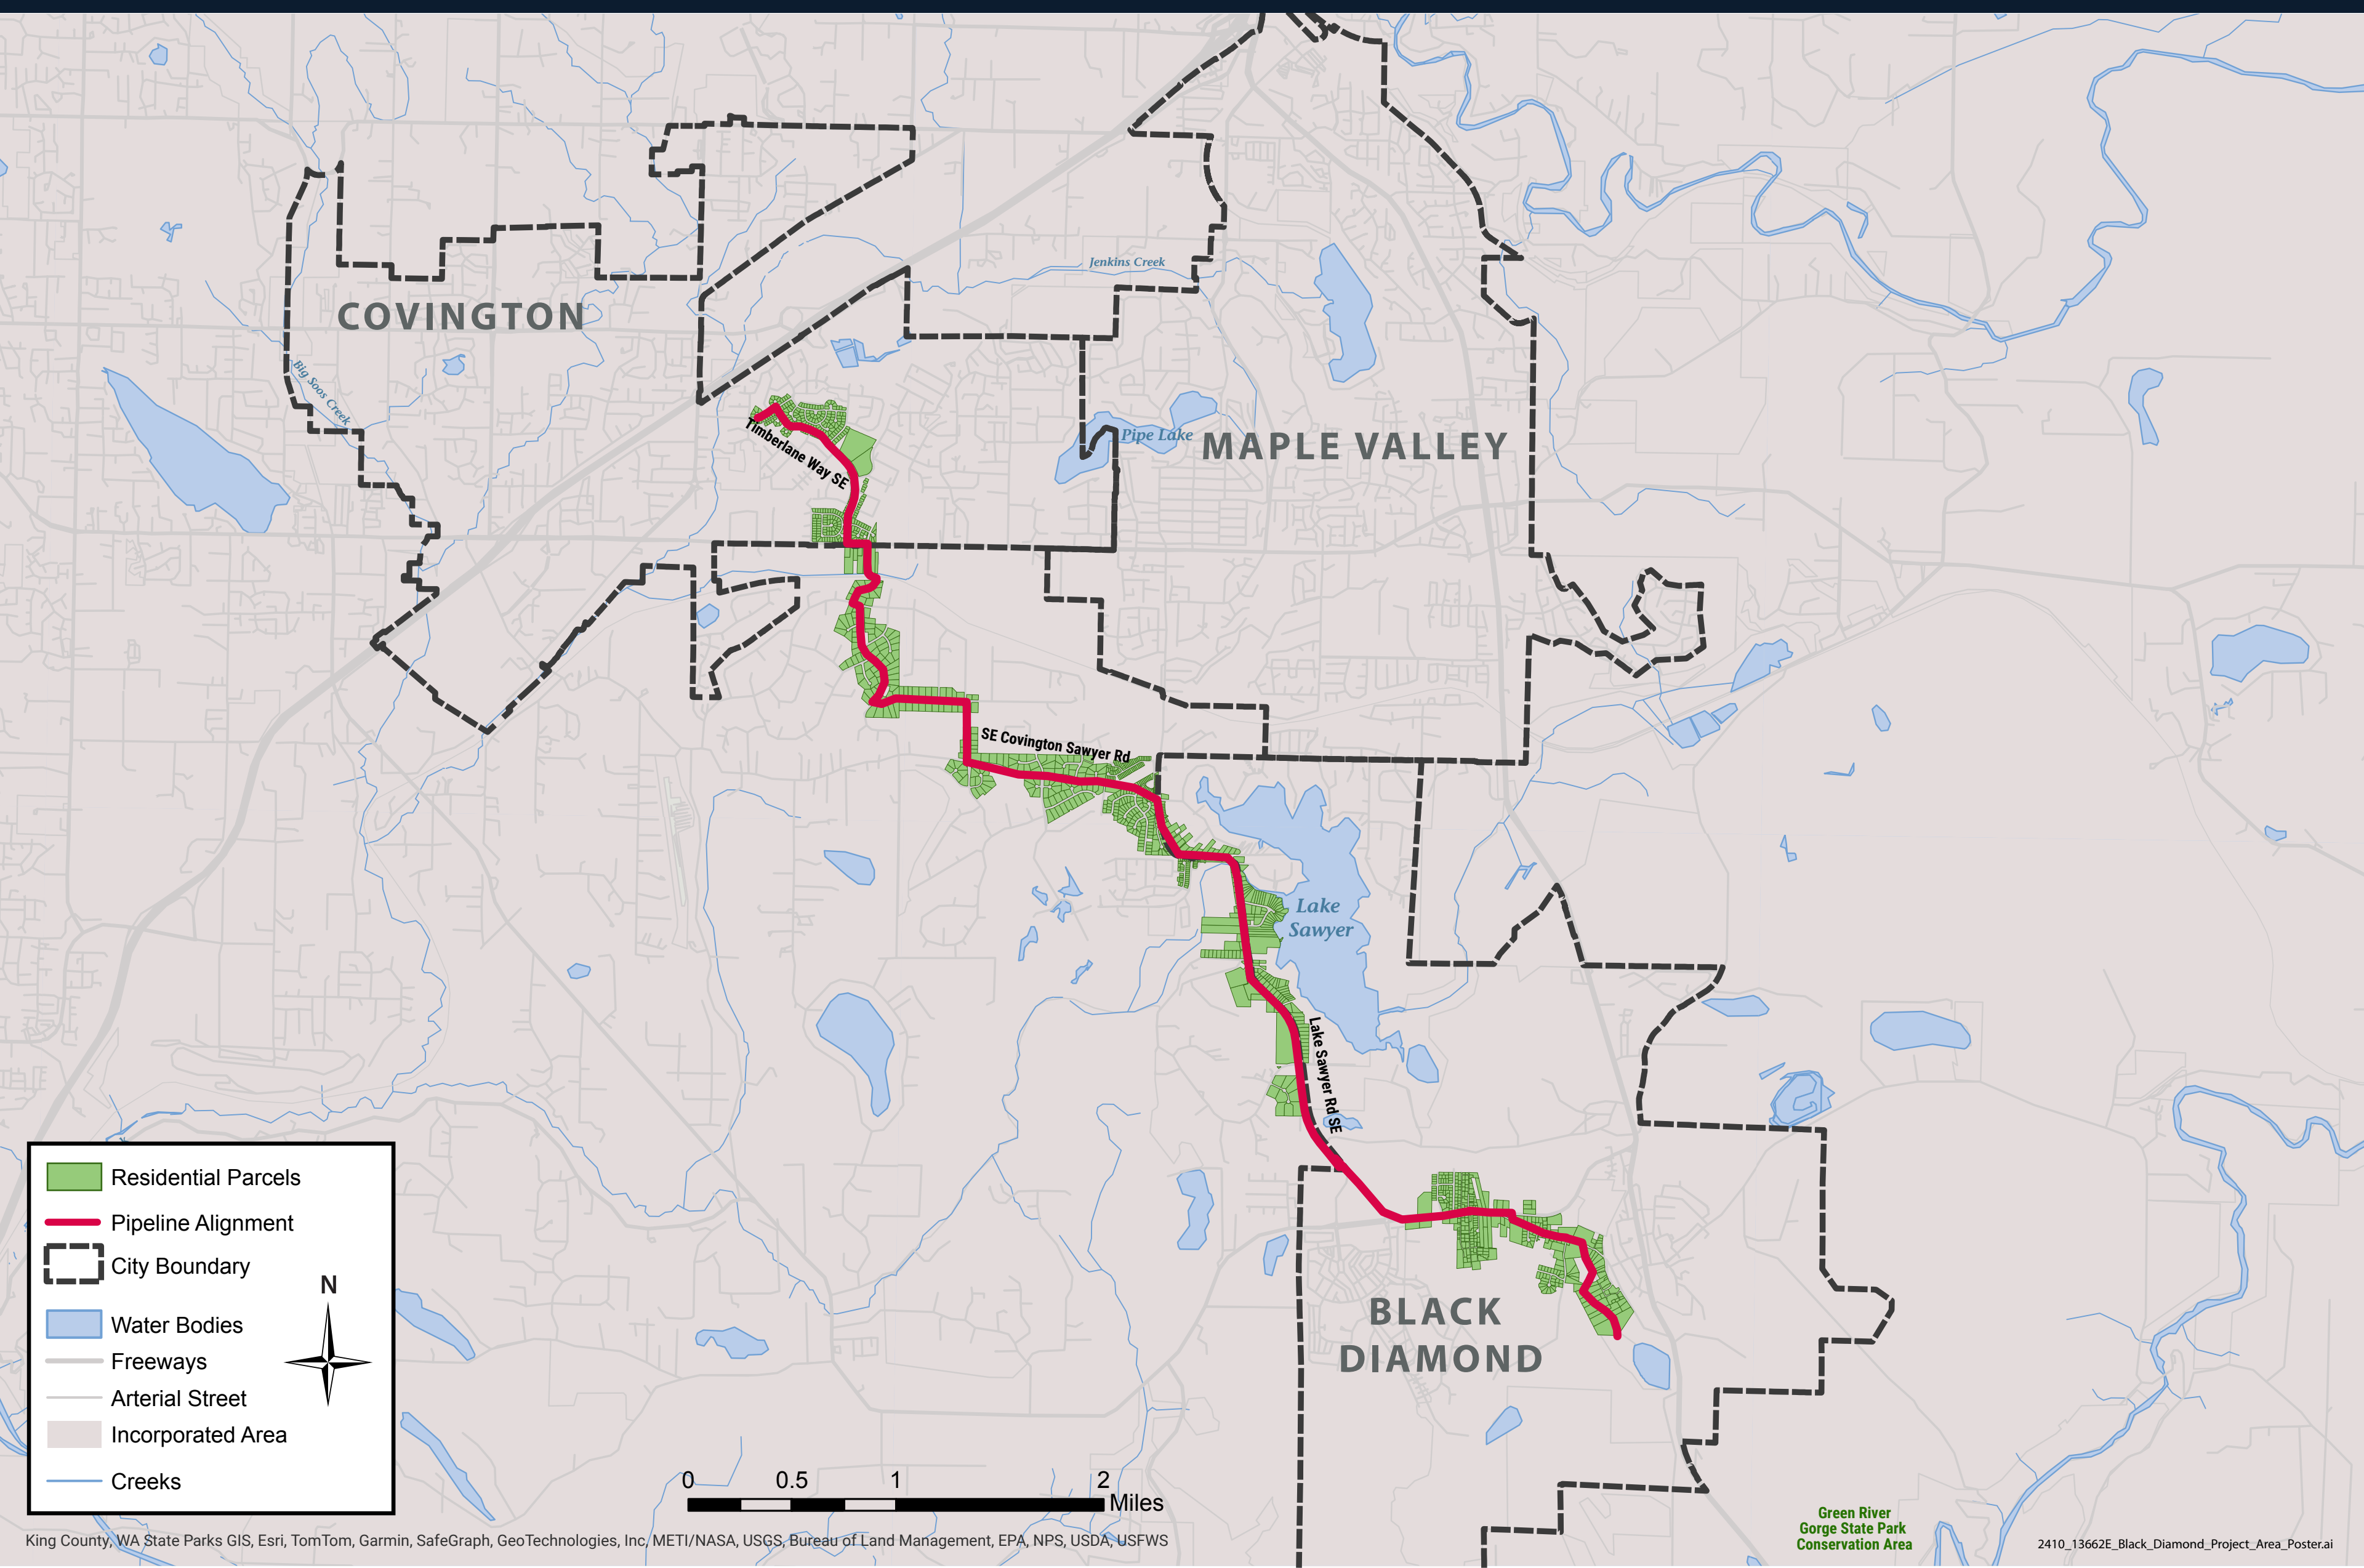 COVINGTON
Jenkins Creek
Big Soos Creek
Pipe Lake
MAPLE VALLEY
Timberlane Way SE
SE Covington Sawyer Rd
Lake
Sawyer
Lake Sawyer Rd SE
BLACK
DIAMOND
Residential Parcels
Pipeline Alignment
City Boundary
N
Water Bodies
Freeways
Arterial Street
Incorporated Area
Creeks
0 0.5 1 2
Miles
Green River
Gorge State Park
Conservation Area
King County, WA State Parks GIS, Esri, TomTom, Garmin, SafeGraph, GeoTechnologies, Inc, METI/NASA, USGS, Bureau of Land Management, EPA, NPS, USDA, USFWS
2410_13662E_Black_Diamond_Project_Area_Poster.ai